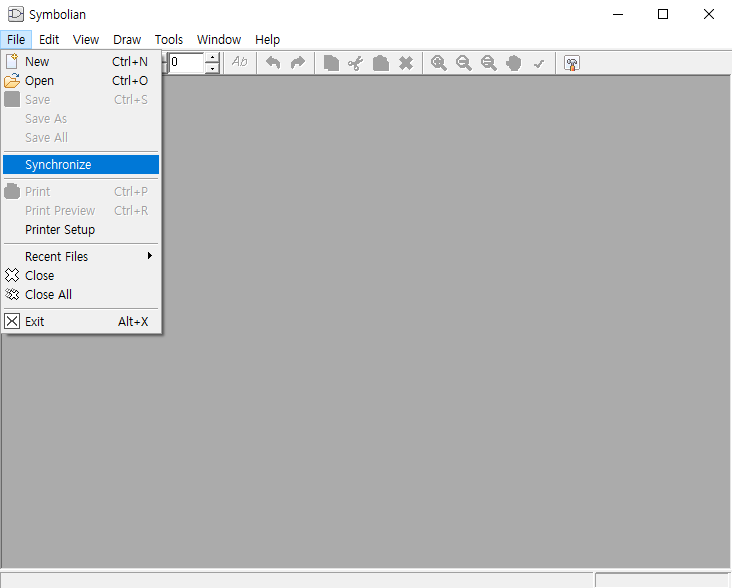 Symbolian
File Edit View Draw Tools Window Help
New Ctrl+N
0 Ab
Open Ctrl+O
Save Ctrl+S
Save As
Save All
Synchronize
Print Ctrl+P
Print Preview Ctrl+R
Printer Setup
Recent Files
Close
Close All
Exit Alt+X